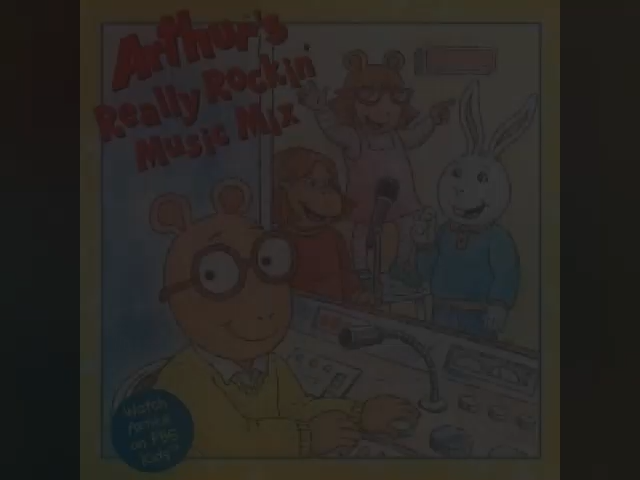 Arthur's
Really Rockin'
Music Mix
Watch
Arthur
on PBS
Kids